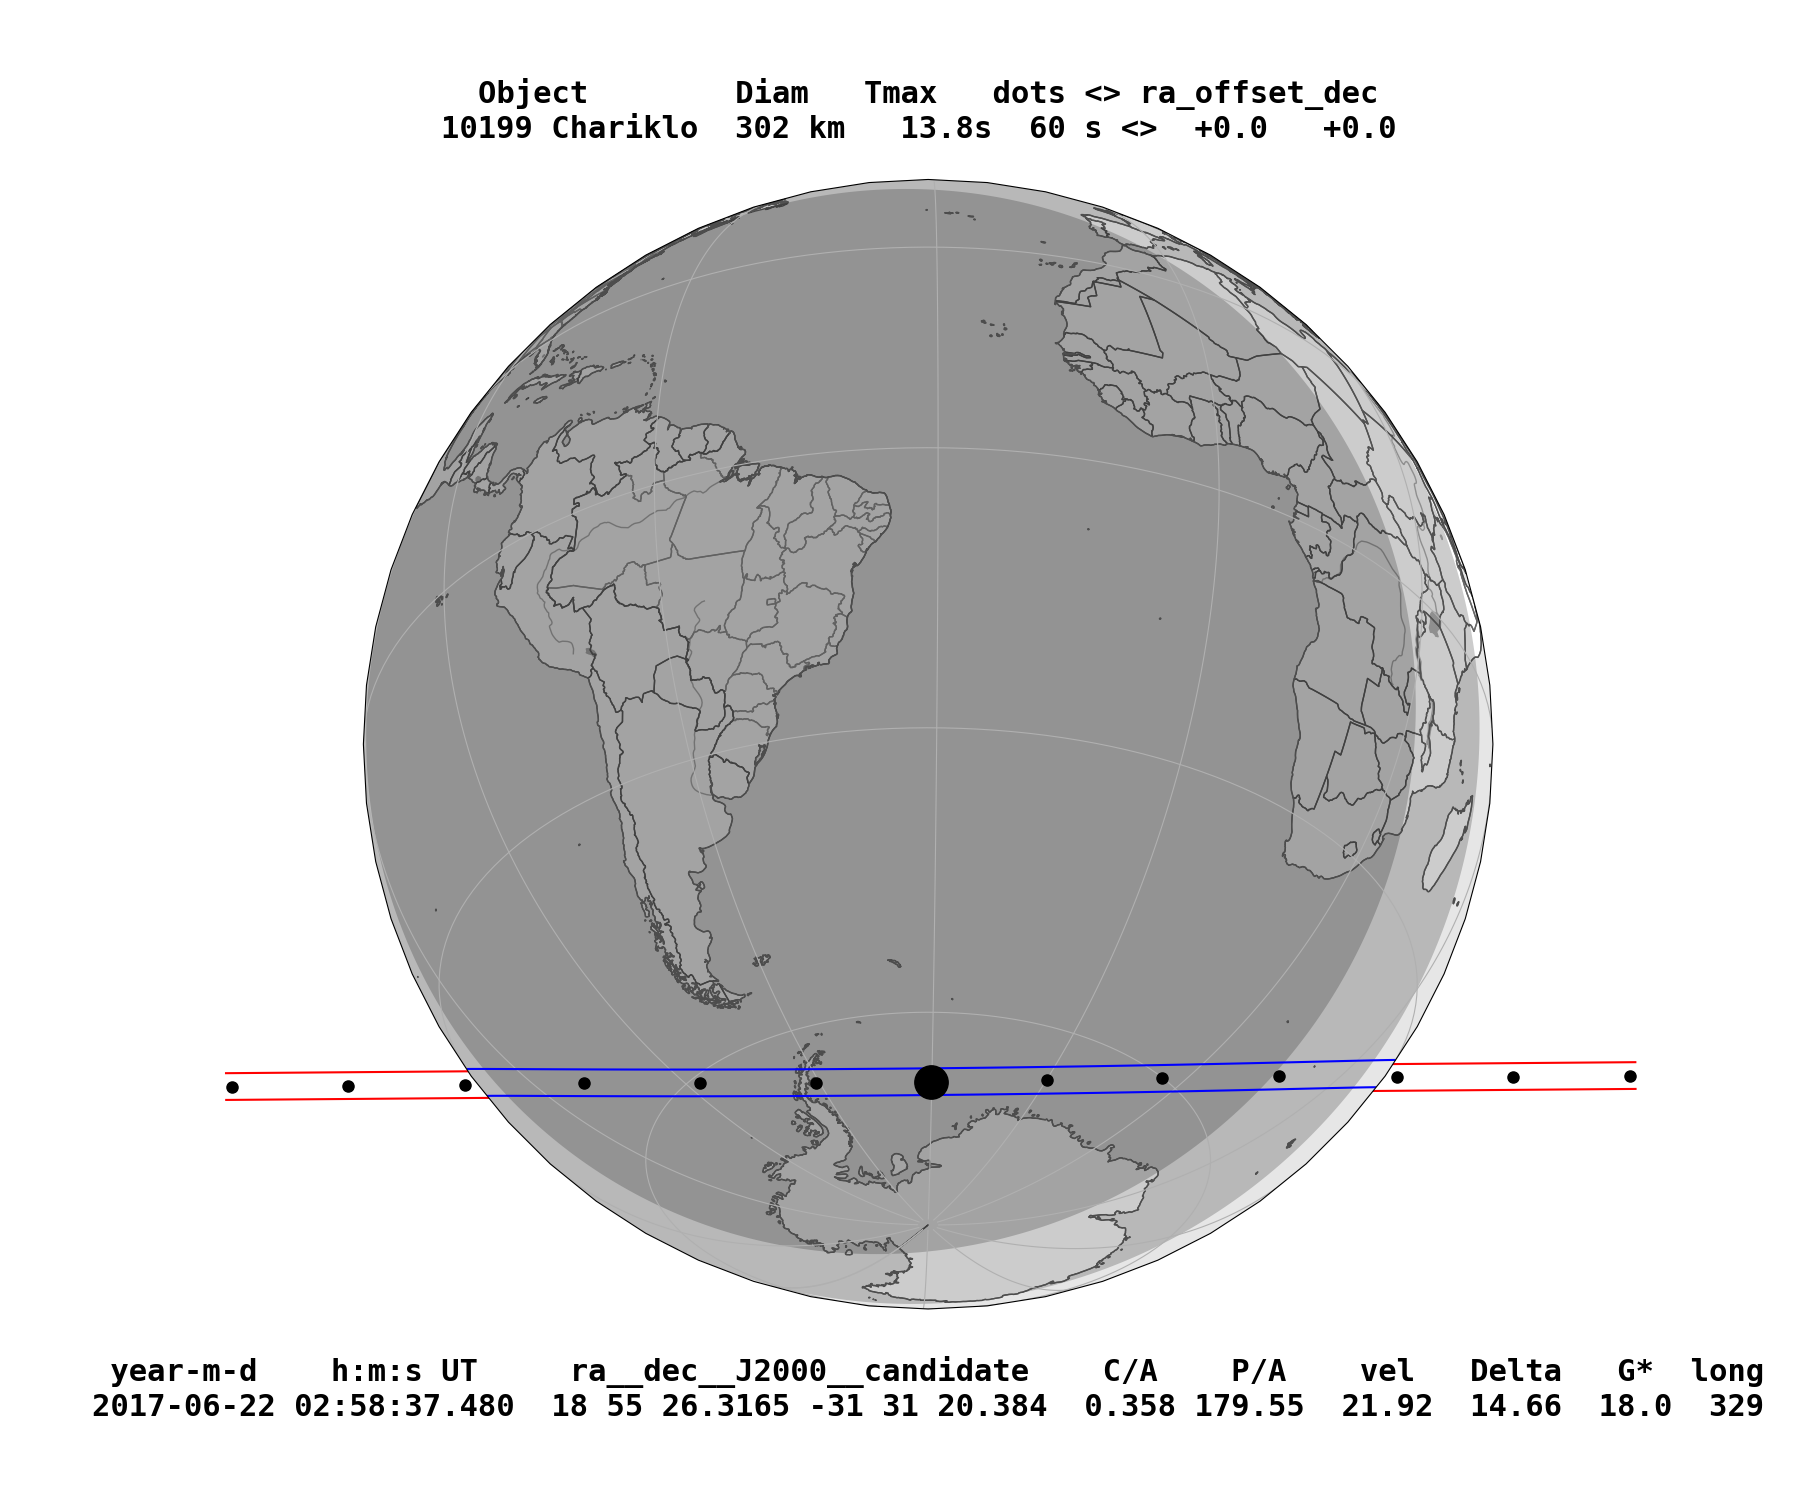 Object Diam Tmax dots <> ra_offset_dec
10199 Chariklo 302 km 13.8s 60 s <> +0.0 +0.0
year-m-d h:m:s UT ra__dec__J2000__candidate C/A P/A vel Delta G* long
2017-06-22 02:58:37.480 18 55 26.3165 -31 31 20.384 0.358 179.55 21.92 14.66 18.0 329